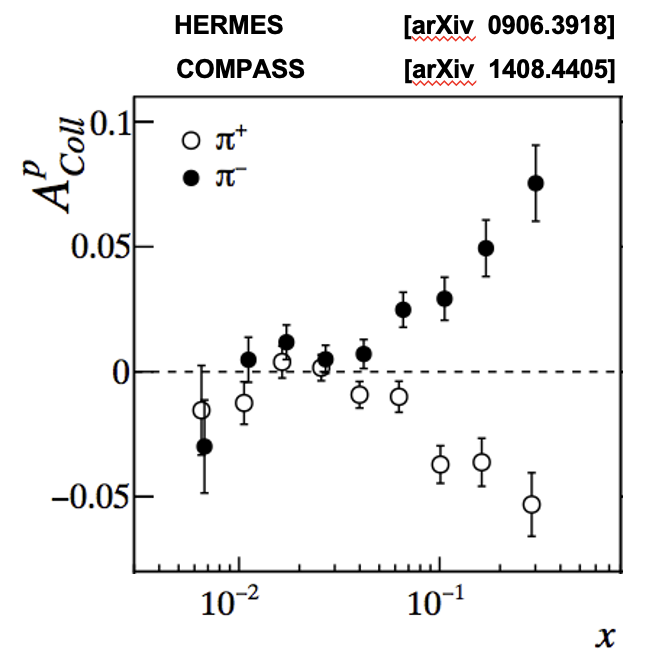 HERMES [arXiv 0906.3918]
COMPASS [arXiv 1408.4405]
A^p_Coll
0.1
π⁺
π⁻
0.05
0
−0.05
10⁻² 10⁻¹
x